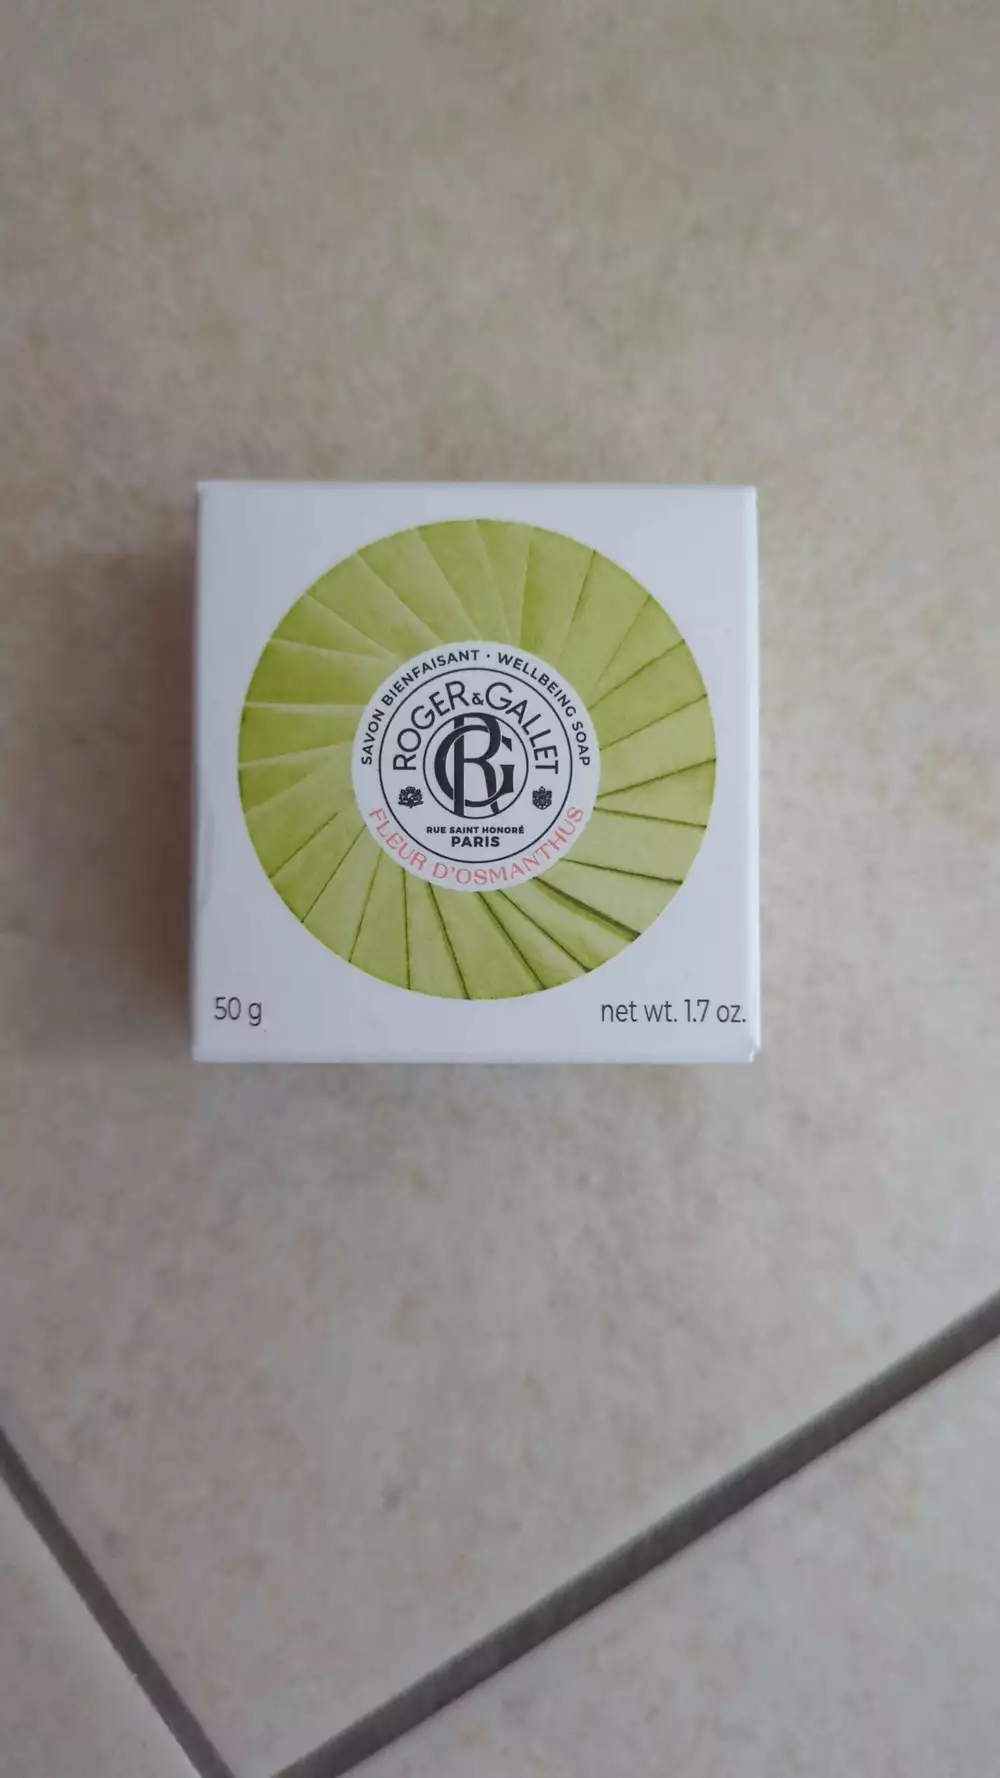 SAVON BIENFAISANT · WELLBEING SOAP
ROGER & GALLET
RG
RUE SAINT HONORÉ
PARIS
FLEUR D'OSMANTHUS
50 g
net wt. 1.7 oz.